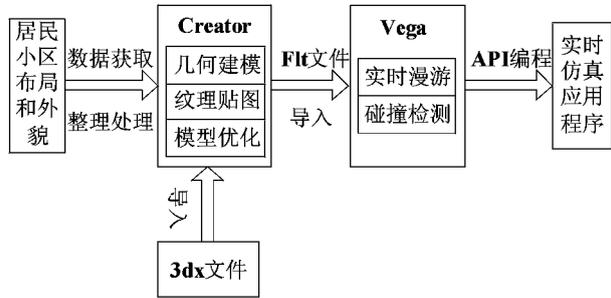 居民
小区
布局
和外
貌
数据获取
整理处理
Creator
几何建模
纹理贴图
模型优化
Flt文件
导入
Vega
实时漫游
碰撞检测
API编程
实时
仿真
应用
程序
导入
3dx文件